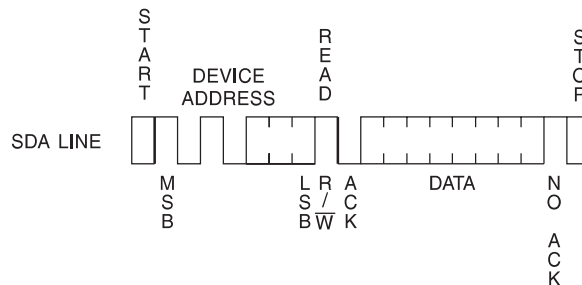 START
DEVICE
ADDRESS
READ
STOP
SDA LINE
MSB
LSB
R/W
ACK
DATA
NO ACK